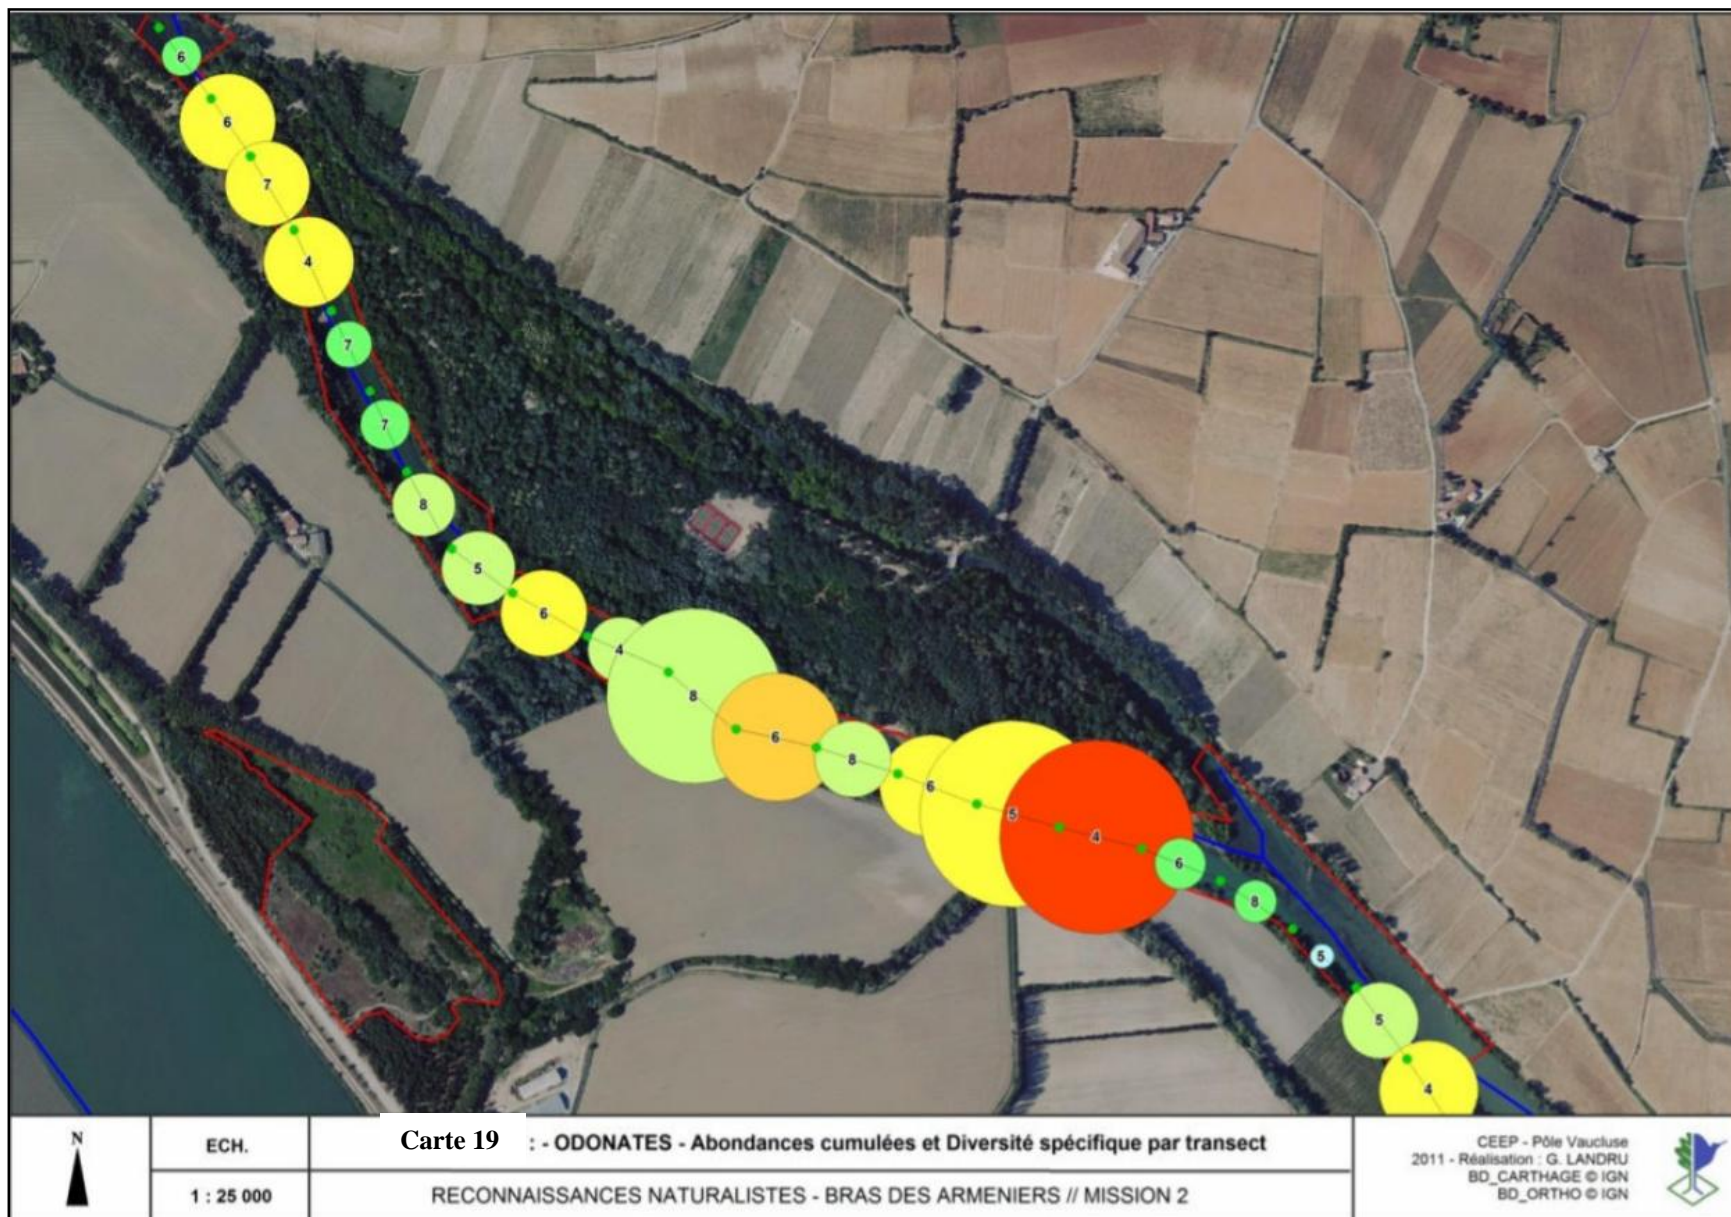 6
6
7
4
7
7
8
5
6
4
8
6
8
6
5
4
6
8
5
5
4
N
ECH.
1 : 25 000
Carte 19 : - ODONATES - Abondances cumulées et Diversité spécifique par transect
RECONNAISSANCES NATURALISTES - BRAS DES ARMENIERS // MISSION 2
CEEP - Pôle Vaucluse
2011 - Réalisation : G. LANDRU
BD_CARTHAGE © IGN
BD_ORTHO © IGN